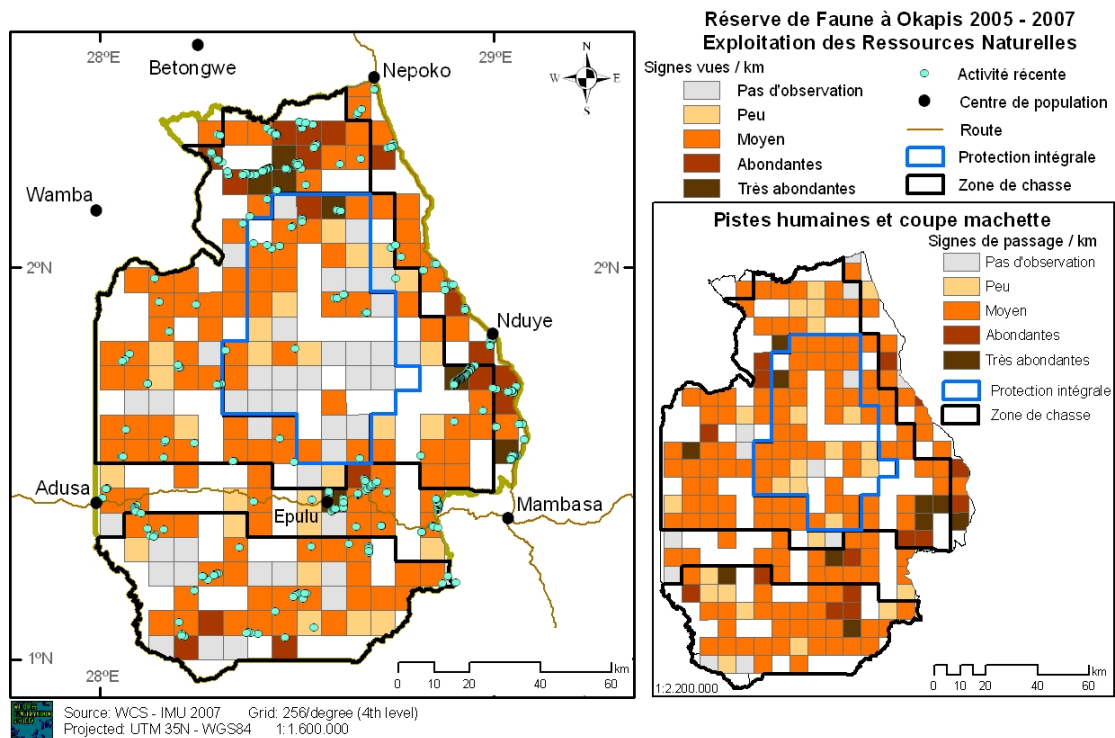 Réserve de Faune à Okapis 2005 - 2007
Exploitation des Ressources Naturelles
Signes vues / km
Pas d'observation
Peu
Moyen
Abondantes
Très abondantes
Activité récente
Centre de population
Route
Protection intégrale
Zone de chasse
28ºE
29ºE
Betongwe
Nepoko
N
W
E
S
Wamba
2ºN
2ºN
Nduye
Adusa
Epulu
Mambasa
1ºN
28ºE
km
0 10 20 40 60
Pistes humaines et coupe machette
Signes de passage / km
Pas d'observation
Peu
Moyen
Abondantes
Très abondantes
Protection intégrale
Zone de chasse
1:2.200.000
km
0 5 10 20 40 60
Source: WCS - IMU 2007 Grid: 256/degree (4th level)
Projected: UTM 35N - WGS84 1:1.600.000